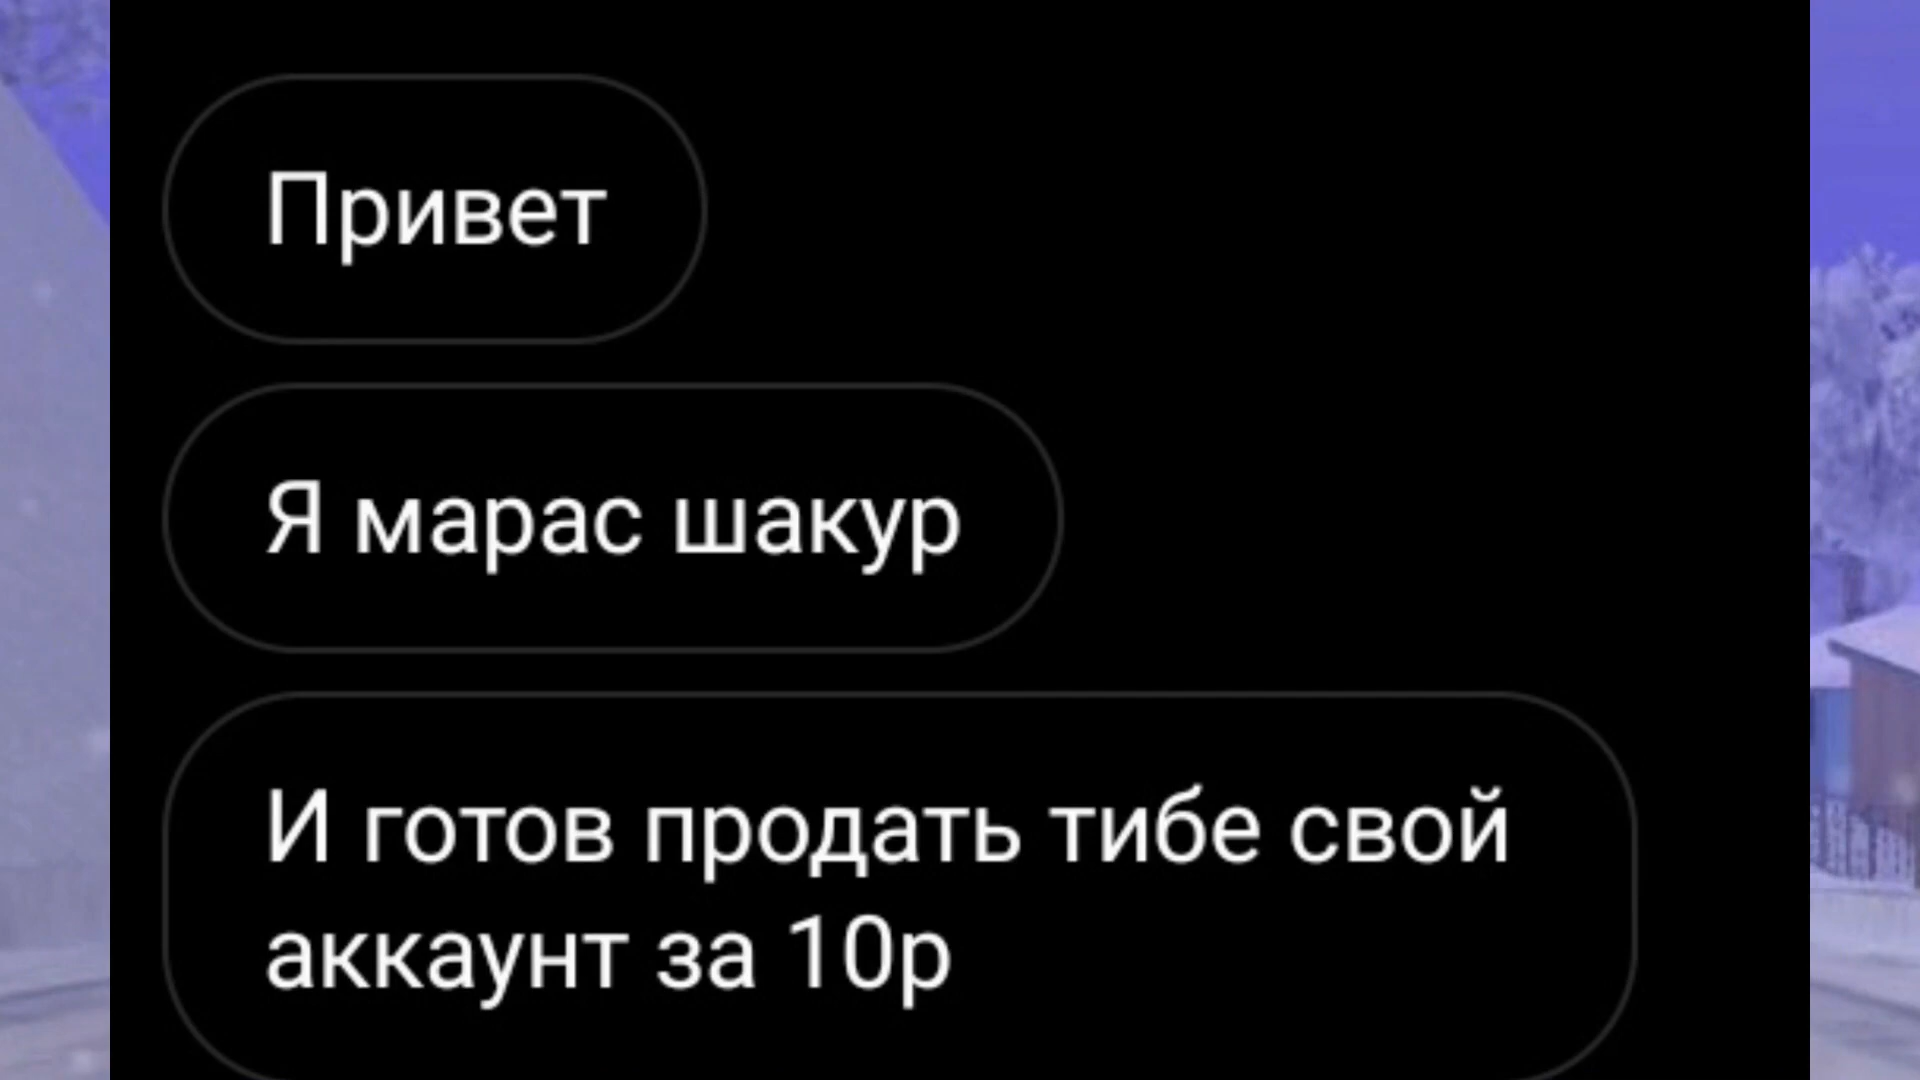 Привет
Я марас шакур
И готов продать тибе свой
аккаунт за 10р